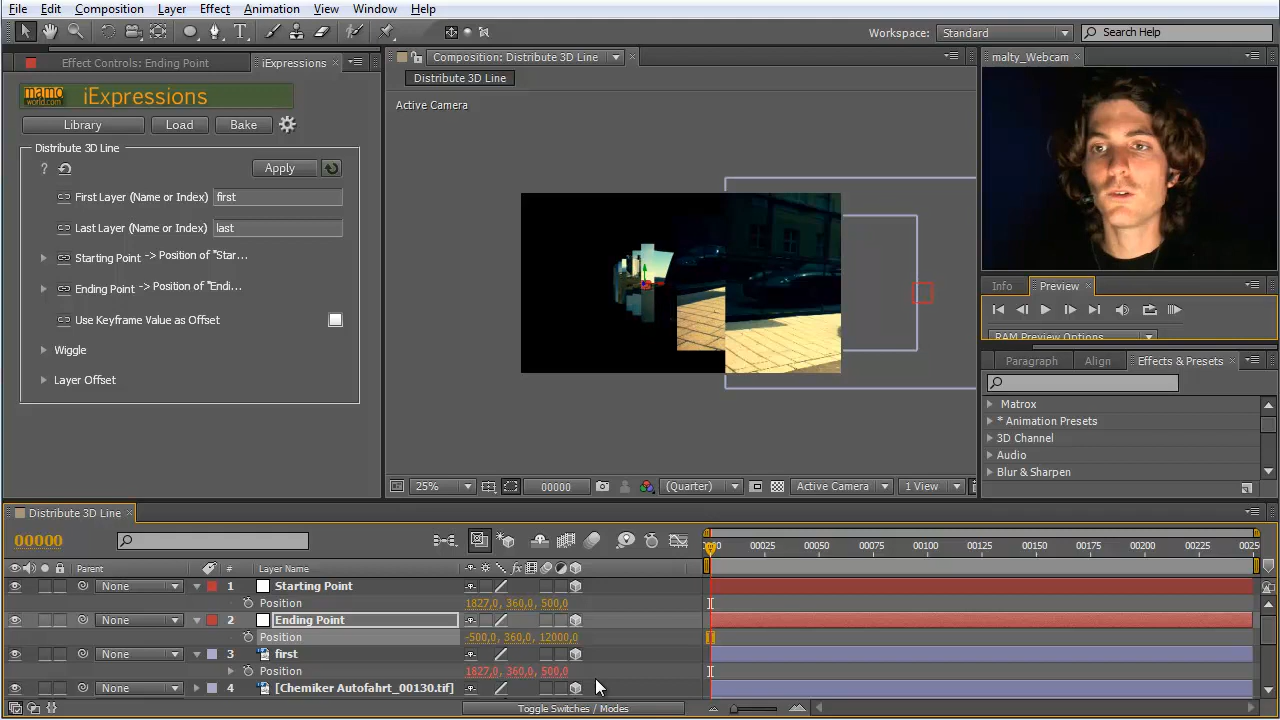 File Edit Composition Layer Effect Animation View Window Help
Workspace: Standard Search Help
Effect Controls: Ending Point iExpressions
mamo world.com iExpressions
Library Load Bake
Distribute 3D Line
? Apply
First Layer (Name or Index) first
Last Layer (Name or Index) last
Starting Point -> Position of "Star...
Ending Point -> Position of "Endi...
Use Keyframe Value as Offset
Wiggle
Layer Offset
Composition: Distribute 3D Line
Distribute 3D Line
Active Camera
25% 00000 (Quarter) Active Camera 1 View
malty_Webcam
Info Preview
RAM Preview Options
Paragraph Align Effects & Presets
Matrox
* Animation Presets
3D Channel
Audio
Blur & Sharpen
Distribute 3D Line
00000
00025 00050 00075 00100 00125 00150 00175 00200 00225 0025
Parent # Layer Name
None 1 Starting Point
Position 1827,0, 360,0, 500,0
None 2 Ending Point
Position -500,0, 360,0, 12000,0
None 3 first
Position 1827,0, 360,0, 500,0
None 4 [Chemiker Autofahrt_00130.tif]
Toggle Switches / Modes